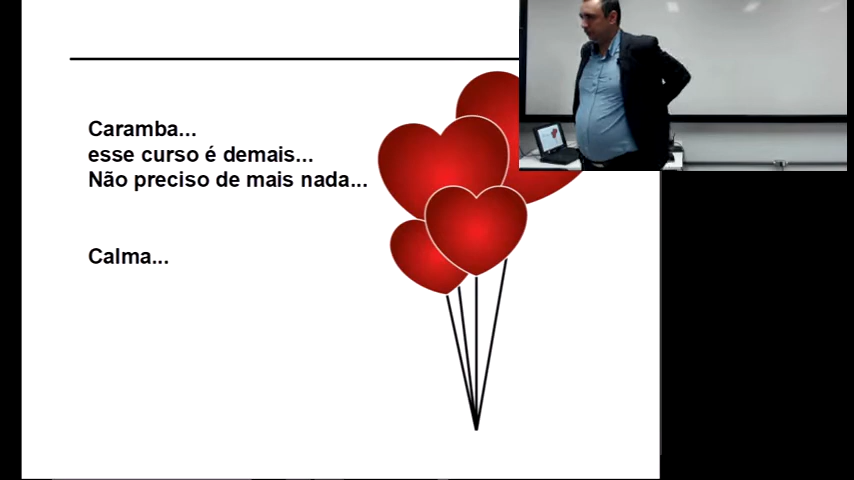 Caramba...
esse curso é demais...
Não preciso de mais nada...
Calma...